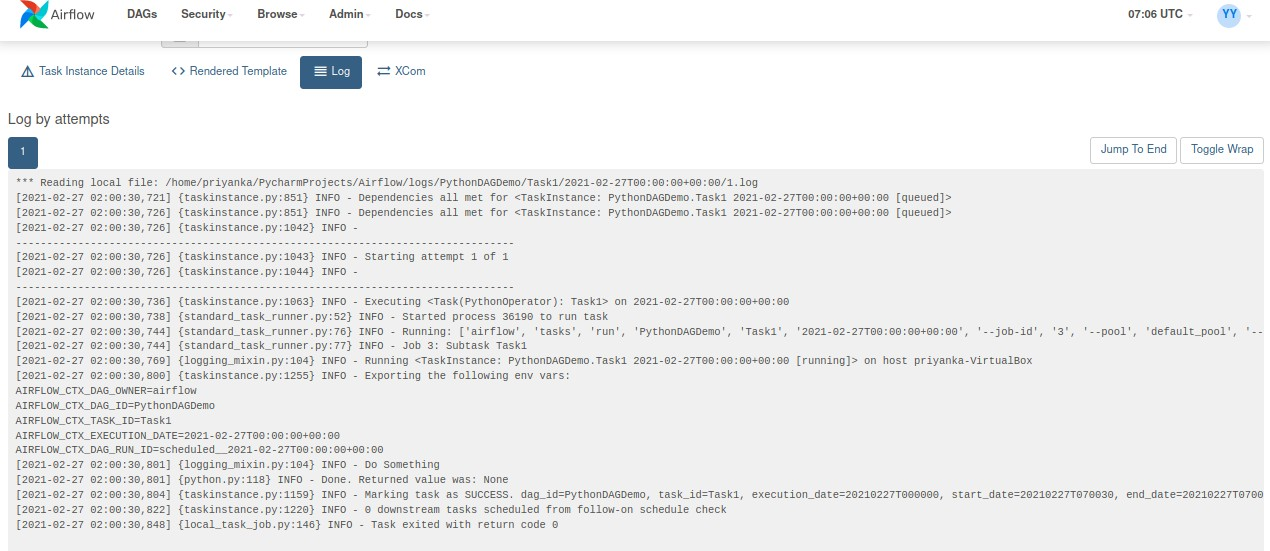 Airflow DAGs Security Browse Admin Docs 07:06 UTC YY
Task Instance Details <> Rendered Template Log XCom
Log by attempts
1 Jump To End Toggle Wrap
*** Reading local file: /home/priyanka/PycharmProjects/Airflow/logs/PythonDAGDemo/Task1/2021-02-27T00:00:00+00:00/1.log
[2021-02-27 02:00:30,721] {taskinstance.py:851} INFO - Dependencies all met for <TaskInstance: PythonDAGDemo.Task1 2021-02-27T00:00:00+00:00 [queued]>
[2021-02-27 02:00:30,726] {taskinstance.py:851} INFO - Dependencies all met for <TaskInstance: PythonDAGDemo.Task1 2021-02-27T00:00:00+00:00 [queued]>
[2021-02-27 02:00:30,726] {taskinstance.py:1042} INFO -
--------------------------------------------------------------------------------
[2021-02-27 02:00:30,726] {taskinstance.py:1043} INFO - Starting attempt 1 of 1
[2021-02-27 02:00:30,726] {taskinstance.py:1044} INFO -
--------------------------------------------------------------------------------
[2021-02-27 02:00:30,736] {taskinstance.py:1063} INFO - Executing <Task(PythonOperator): Task1> on 2021-02-27T00:00:00+00:00
[2021-02-27 02:00:30,738] {standard_task_runner.py:52} INFO - Started process 36190 to run task
[2021-02-27 02:00:30,744] {standard_task_runner.py:76} INFO - Running: ['airflow', 'tasks', 'run', 'PythonDAGDemo', 'Task1', '2021-02-27T00:00:00+00:00', '--job-id', '3', '--pool', 'default_pool', '--
[2021-02-27 02:00:30,744] {standard_task_runner.py:77} INFO - Job 3: Subtask Task1
[2021-02-27 02:00:30,769] {logging_mixin.py:104} INFO - Running <TaskInstance: PythonDAGDemo.Task1 2021-02-27T00:00:00+00:00 [running]> on host priyanka-VirtualBox
[2021-02-27 02:00:30,800] {taskinstance.py:1255} INFO - Exporting the following env vars:
AIRFLOW_CTX_DAG_OWNER=airflow
AIRFLOW_CTX_DAG_ID=PythonDAGDemo
AIRFLOW_CTX_TASK_ID=Task1
AIRFLOW_CTX_EXECUTION_DATE=2021-02-27T00:00:00+00:00
AIRFLOW_CTX_DAG_RUN_ID=scheduled__2021-02-27T00:00:00+00:00
[2021-02-27 02:00:30,801] {logging_mixin.py:104} INFO - Do Something
[2021-02-27 02:00:30,801] {python.py:118} INFO - Done. Returned value was: None
[2021-02-27 02:00:30,804] {taskinstance.py:1159} INFO - Marking task as SUCCESS. dag_id=PythonDAGDemo, task_id=Task1, execution_date=20210227T000000, start_date=20210227T070030, end_date=20210227T0700
[2021-02-27 02:00:30,822] {taskinstance.py:1220} INFO - 0 downstream tasks scheduled from follow-on schedule check
[2021-02-27 02:00:30,848] {local_task_job.py:146} INFO - Task exited with return code 0